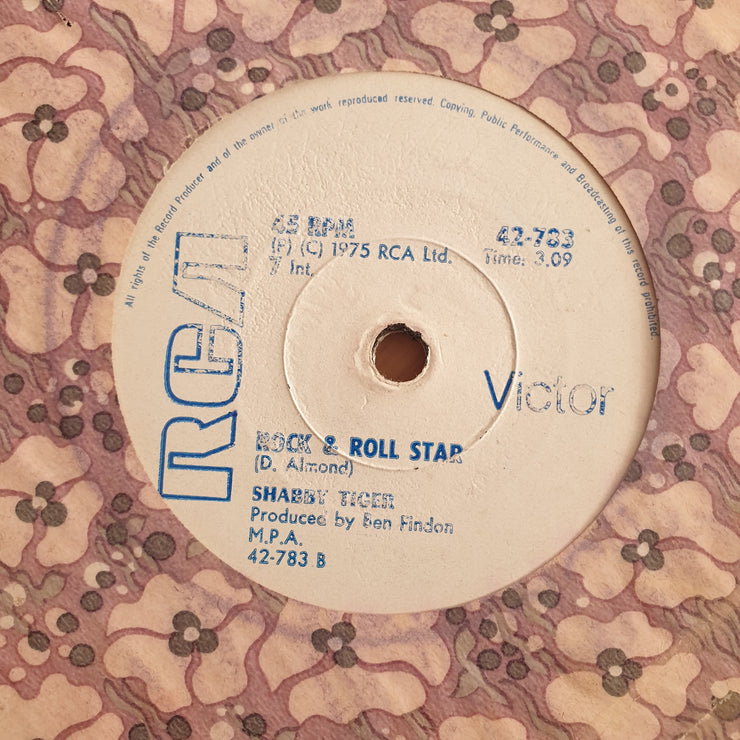 All rights of the Record Producer and of the owner of the work reproduced reserved. Copying, Public Performance and Broadcasting of this record prohibited.
45 RPM
42-783
(P) (C) 1975 RCA Ltd.
Time: 3.09
7 Int.
RCA
Victor
ROCK & ROLL STAR
(D. Almond)
SHABBY TIGER
Produced by Ben Findon
M.P.A.
42-783 B